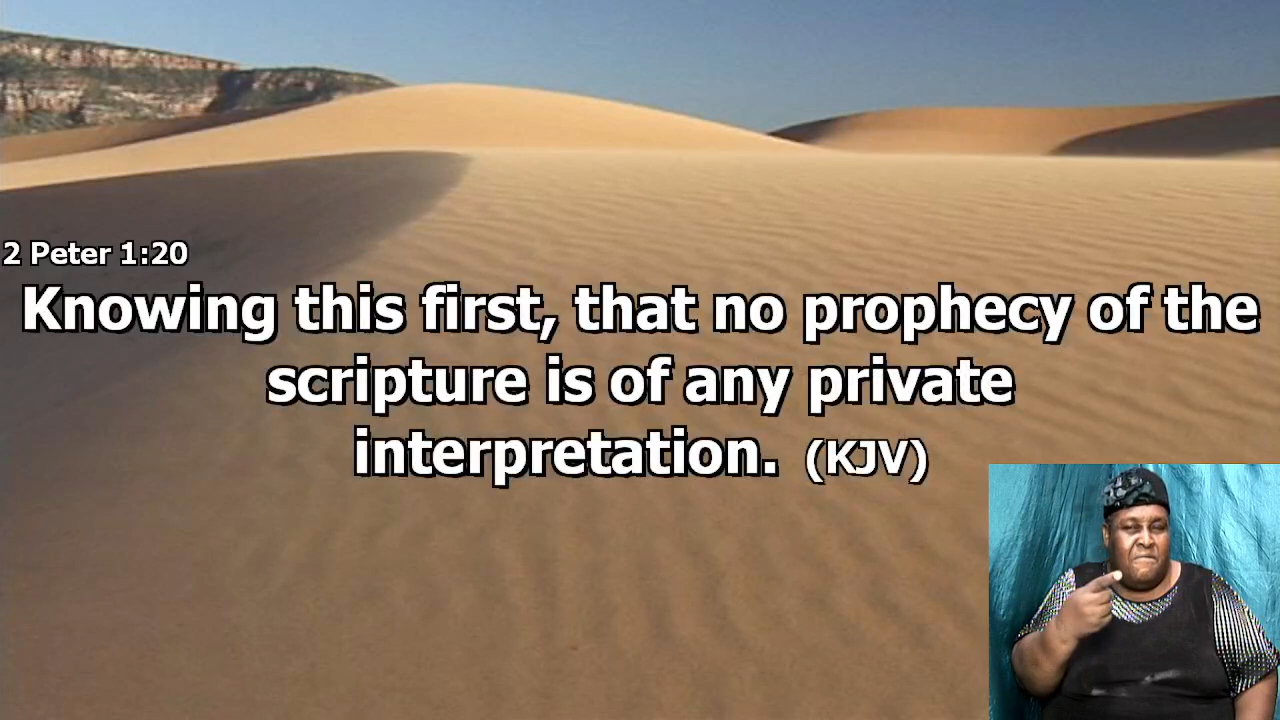 2 Peter 1:20
Knowing this first, that no prophecy of the
scripture is of any private
interpretation. (KJV)